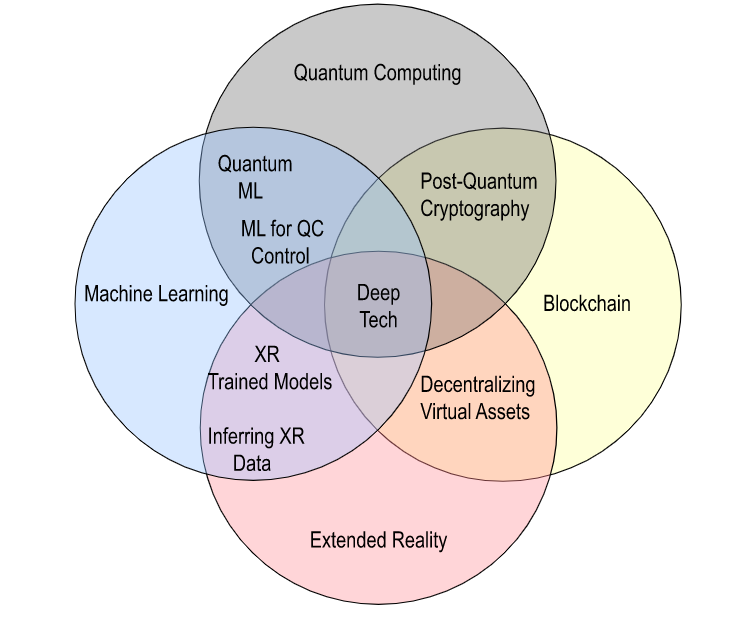 Quantum Computing
Quantum
ML
Post-Quantum
Cryptography
ML for QC
Control
Machine Learning
Deep
Tech
Blockchain
XR
Trained Models
Decentralizing
Virtual Assets
Inferring XR
Data
Extended Reality